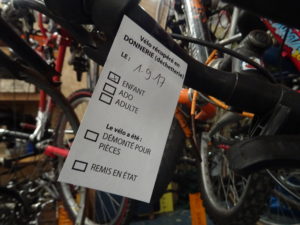 Vélo récupéré en
DONNERIE (déchetterie)
LE : 1.9.17
ENFANT
ADO
ADULTE
Le vélo a été :
DÉMONTÉ POUR
PIÈCES
REMIS EN ÉTAT